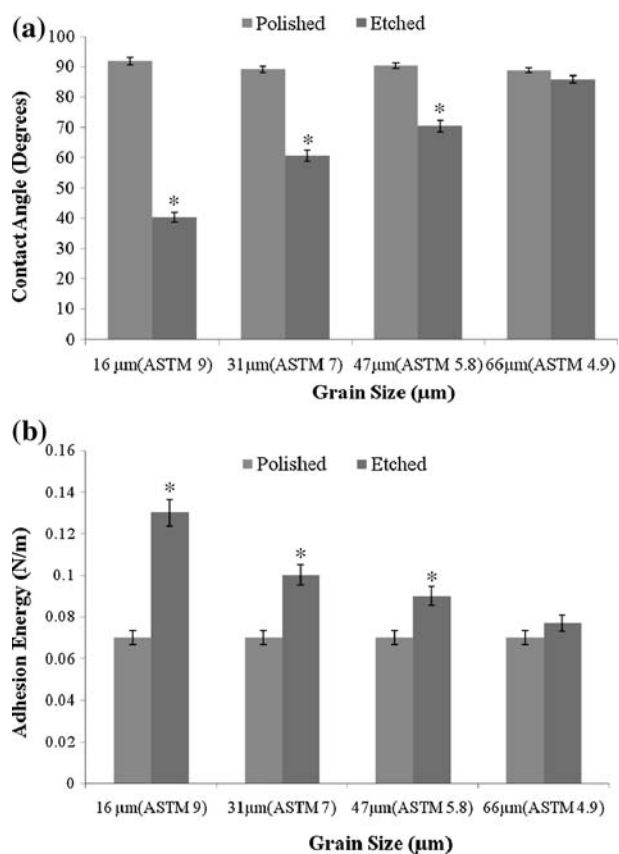 (a)
Polished Etched
100
90
80
70
60
50
40
30
20
10
0
Contact Angle (Degrees)
*
*
*
16 µm(ASTM 9) 31µm(ASTM 7) 47µm(ASTM 5.8) 66µm(ASTM 4.9)
Grain Size (µm)
(b)
Polished Etched
0.16
0.14
0.12
0.1
0.08
0.06
0.04
0.02
0
Adhesion Energy (N/m)
*
*
*
16 µm(ASTM 9) 31µm(ASTM 7) 47µm(ASTM 5.8) 66µm(ASTM 4.9)
Grain Size (µm)